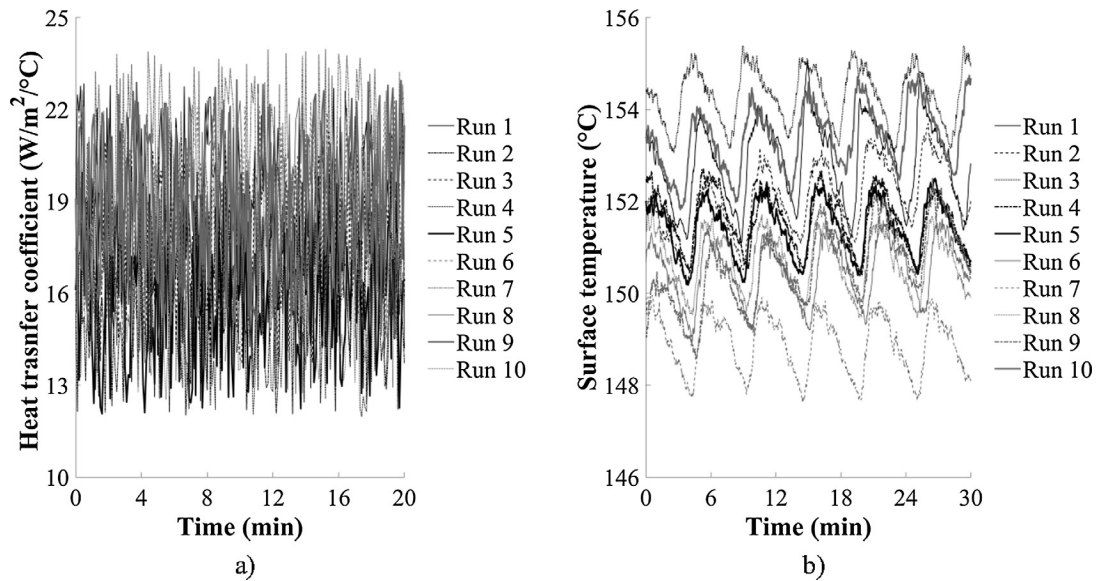 25
22
19
16
13
10
Heat trasnfer coefficient (W/m²/°C)
0 4 8 12 16 20
Time (min)
Run 1
Run 2
Run 3
Run 4
Run 5
Run 6
Run 7
Run 8
Run 9
Run 10
a)
156
154
152
150
148
146
Surface temperature (°C)
0 6 12 18 24 30
Time (min)
Run 1
Run 2
Run 3
Run 4
Run 5
Run 6
Run 7
Run 8
Run 9
Run 10
b)